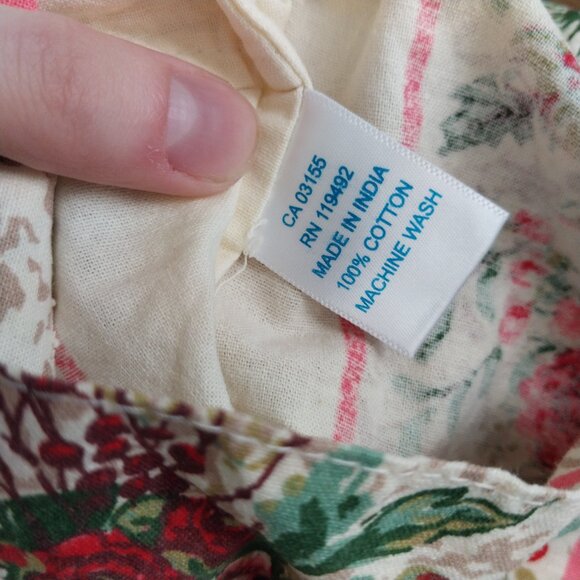 CA 03155
RN 119492
MADE IN INDIA
100% COTTON
MACHINE WASH